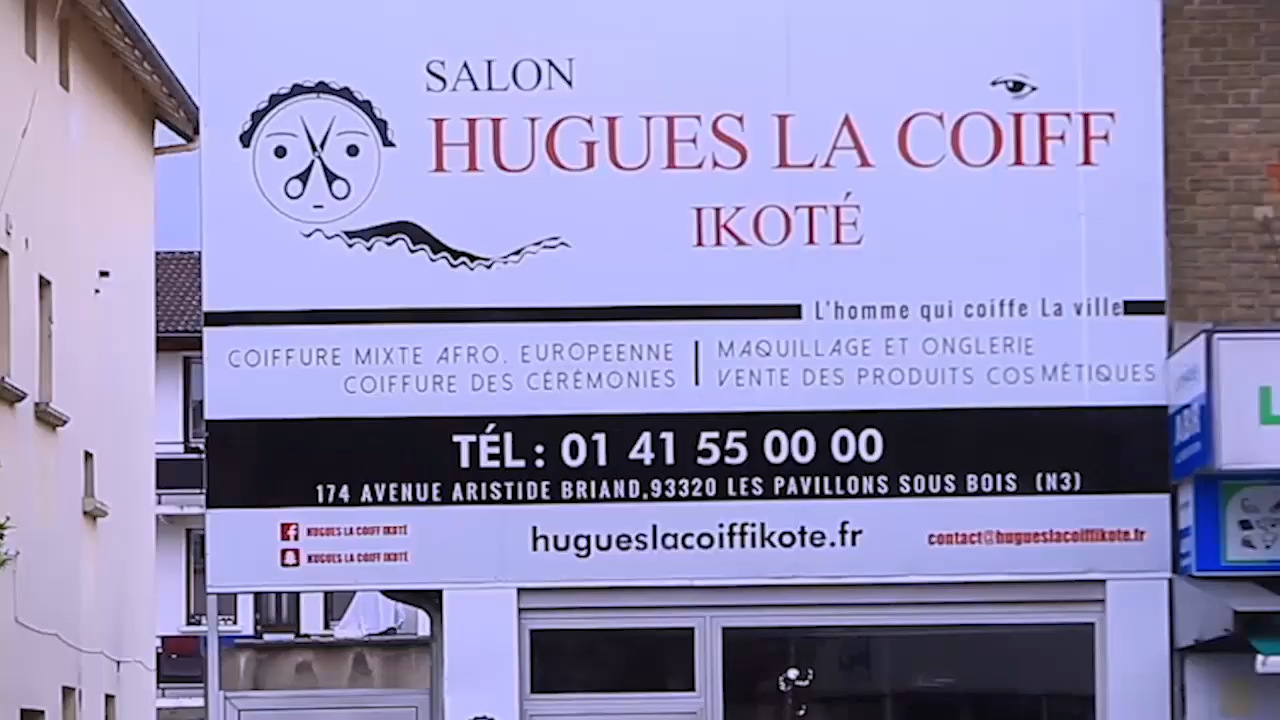 SALON
HUGUES LA COIFF
IKOTÉ
L'homme qui coiffe La ville
COIFFURE MIXTE AFRO. EUROPEENNE
COIFFURE DES CÉRÉMONIES
MAQUILLAGE ET ONGLERIE
VENTE DES PRODUITS COSMÉTIQUES
TÉL : 01 41 55 00 00
174 AVENUE ARISTIDE BRIAND,93320 LES PAVILLONS SOUS BOIS (N3)
HUGUES LA COIFF IKOTÉ
HUGUES LA COIFF IKOTÉ
hugueslacoiffikote.fr
contact@hugueslacoiffikote.fr